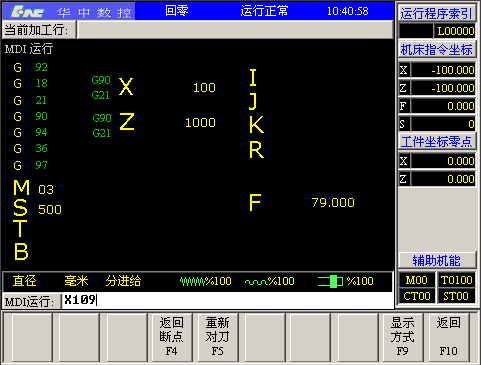 HNC 华中数控 回零 运行正常 10:40:58 运行程序索引
当前加工行: L00000
MDI 运行 机床指令坐标
G 92
G 18 G90 X 100 I X -100.000
G 21 G21 J Z -100.000
G 90 G90 Z 1000 K F 0.000
G 94 G21 R S 0
G 36 工件坐标零点
G 97 X 0.000
M 03 Z 0.000
S 500 F 79.000
T
B 辅助机能
直径 毫米 分进给 %100 %100 %100 M00 T0100
MDI运行: X109 CT00 ST00
返回断点 F4
重新对刀 F5
显示方式 F9
返回 F10